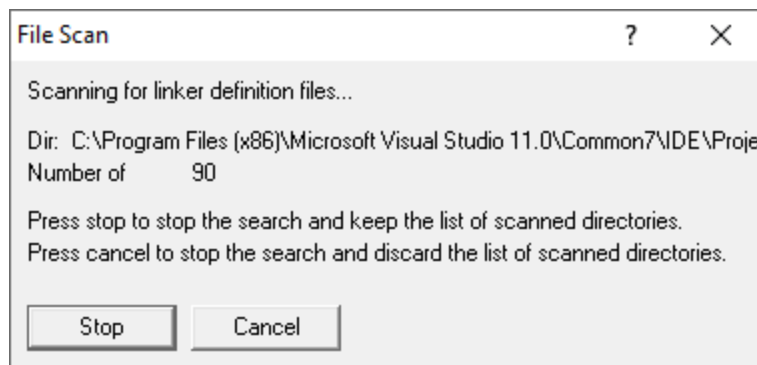 File Scan
Scanning for linker definition files...
Dir: C:\Program Files (x86)\Microsoft Visual Studio 11.0\Common7\IDE\Proje
Number of 90
Press stop to stop the search and keep the list of scanned directories.
Press cancel to stop the search and discard the list of scanned directories.
Stop Cancel